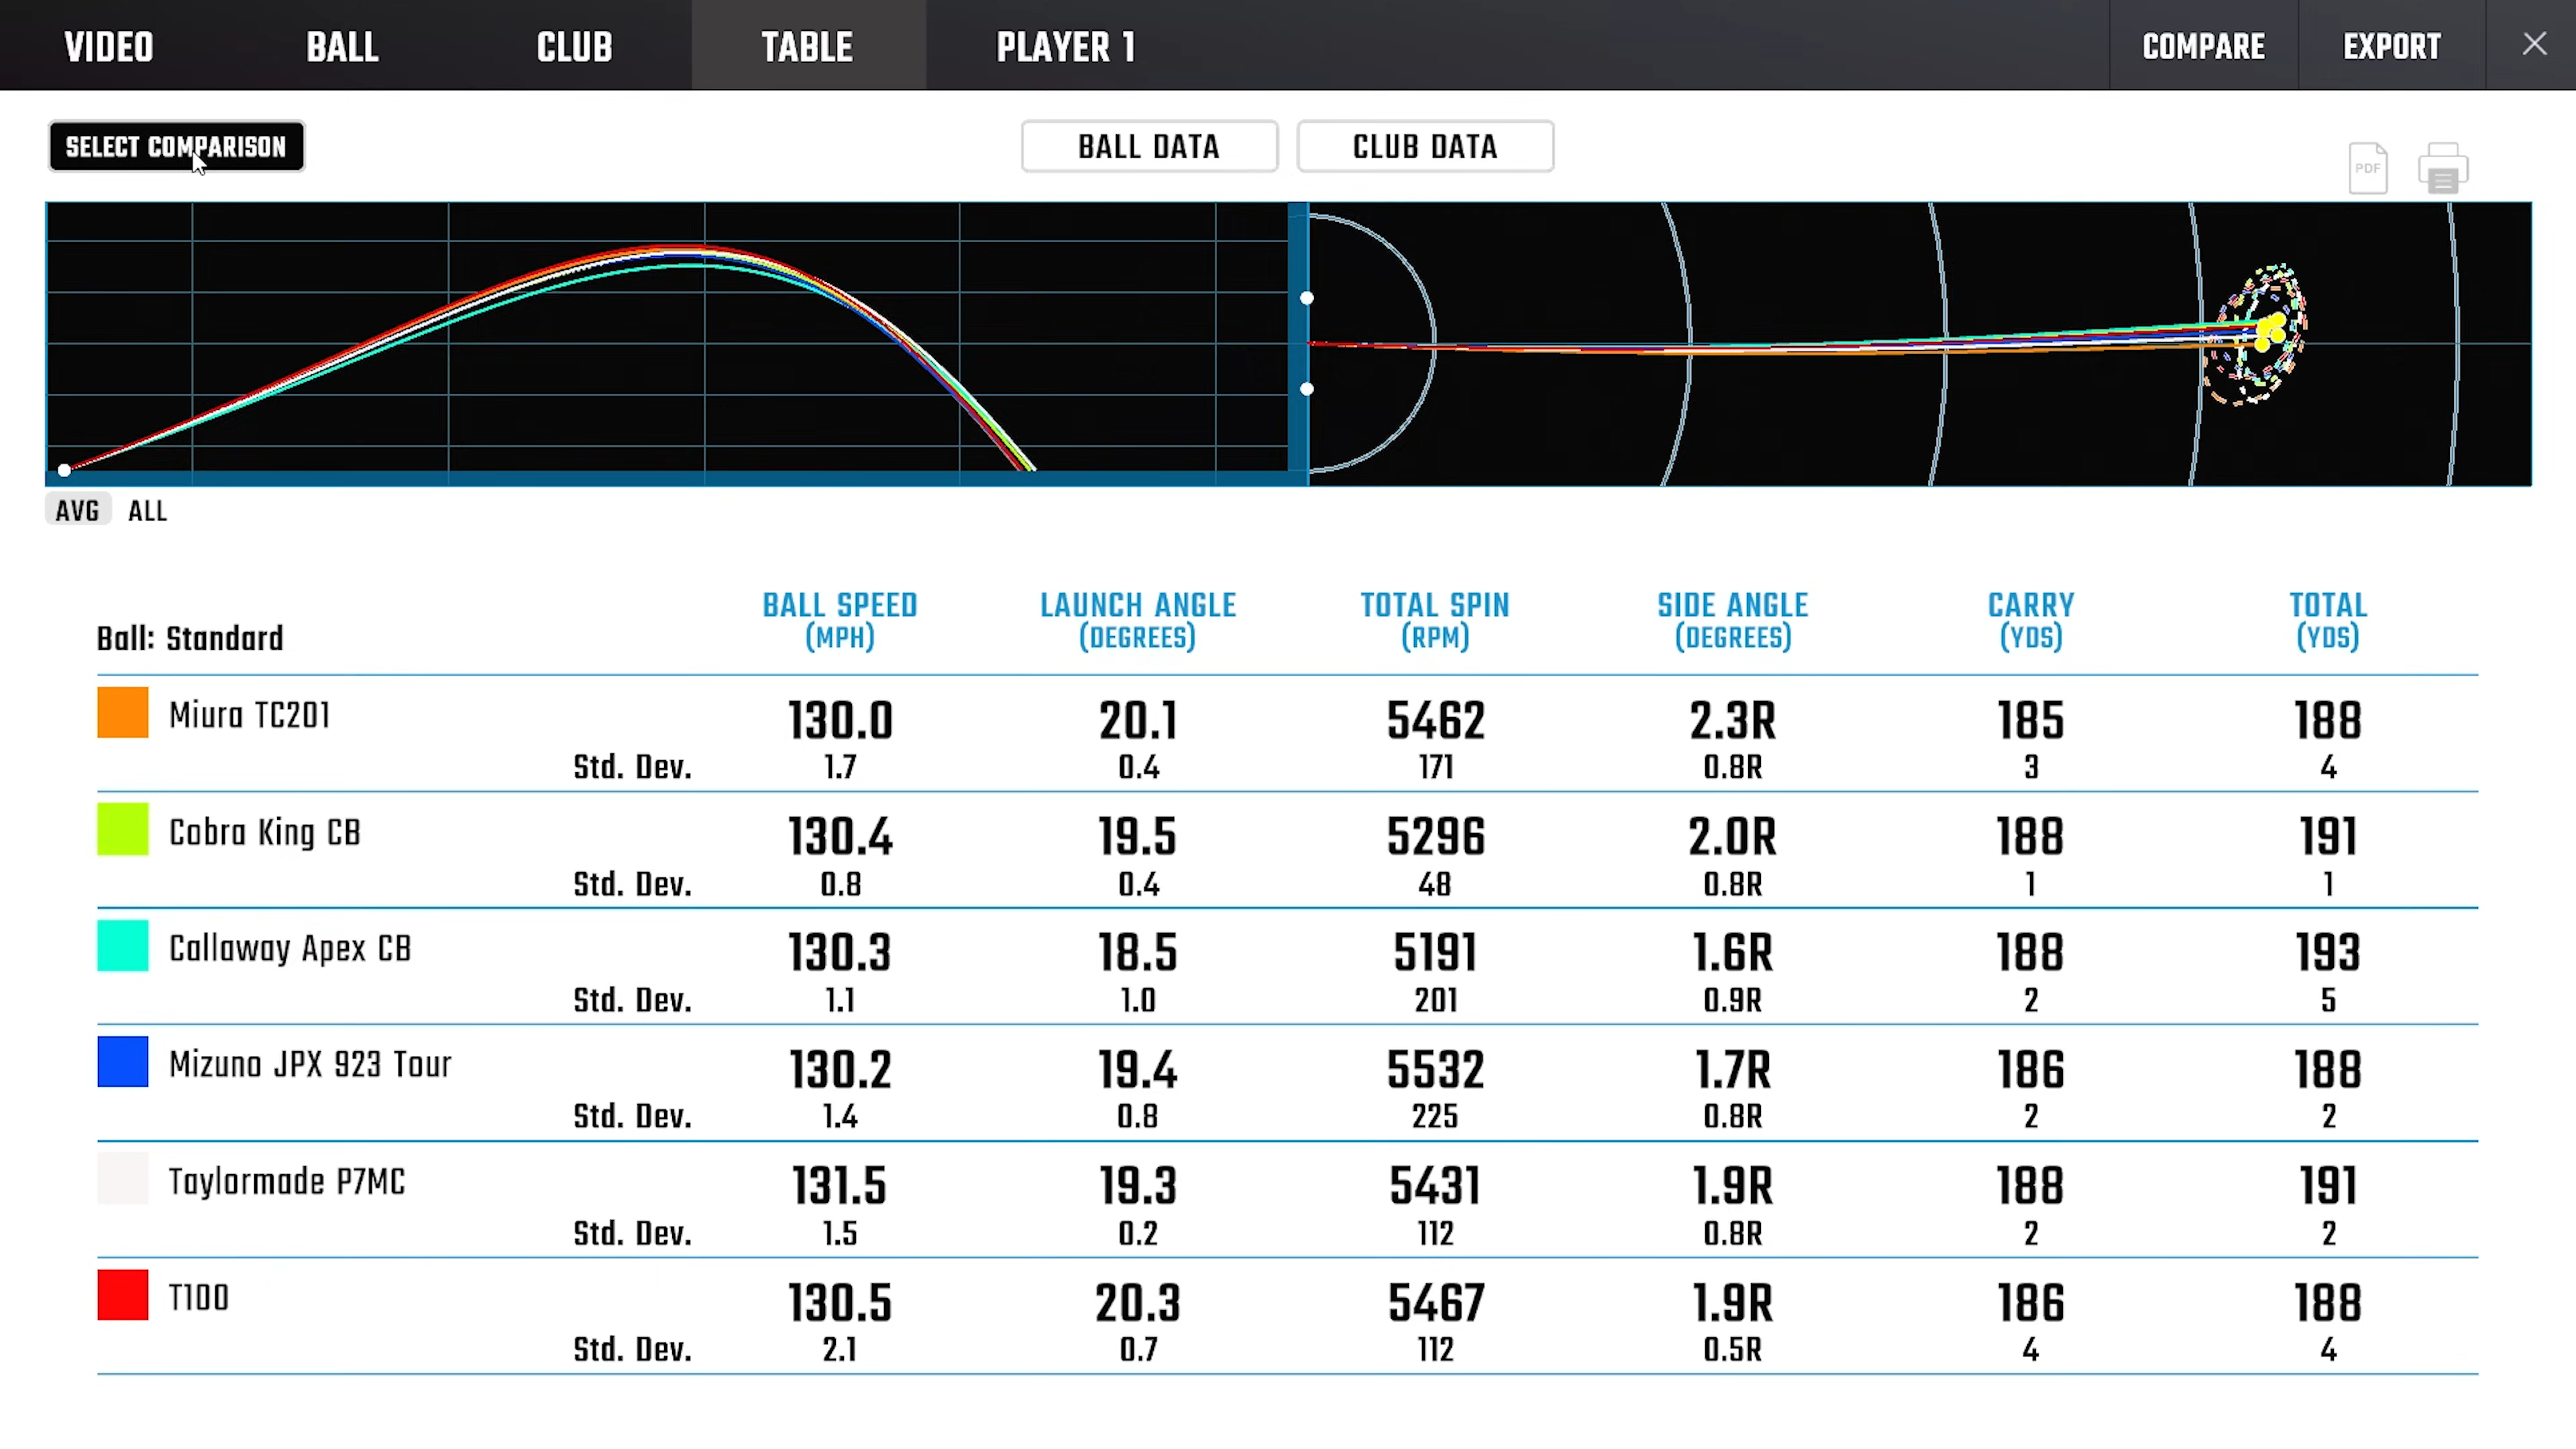 VIDEO BALL CLUB TABLE PLAYER 1 COMPARE EXPORT
SELECT COMPARISON BALL DATA CLUB DATA PDF
AVG ALL
BALL SPEED LAUNCH ANGLE TOTAL SPIN SIDE ANGLE CARRY TOTAL
Ball: Standard (MPH) (DEGREES) (RPM) (DEGREES) (YDS) (YDS)
Miura TC201 130.0 20.1 5462 2.3R 185 188
Std. Dev. 1.7 0.4 171 0.8R 3 4
Cobra King CB 130.4 19.5 5296 2.0R 188 191
Std. Dev. 0.8 0.4 48 0.8R 1 1
Callaway Apex CB 130.3 18.5 5191 1.6R 188 193
Std. Dev. 1.1 1.0 201 0.9R 2 5
Mizuno JPX 923 Tour 130.2 19.4 5532 1.7R 186 188
Std. Dev. 1.4 0.8 225 0.8R 2 2
Taylormade P7MC 131.5 19.3 5431 1.9R 188 191
Std. Dev. 1.5 0.2 112 0.8R 2 2
T100 130.5 20.3 5467 1.9R 186 188
Std. Dev. 2.1 0.7 112 0.5R 4 4